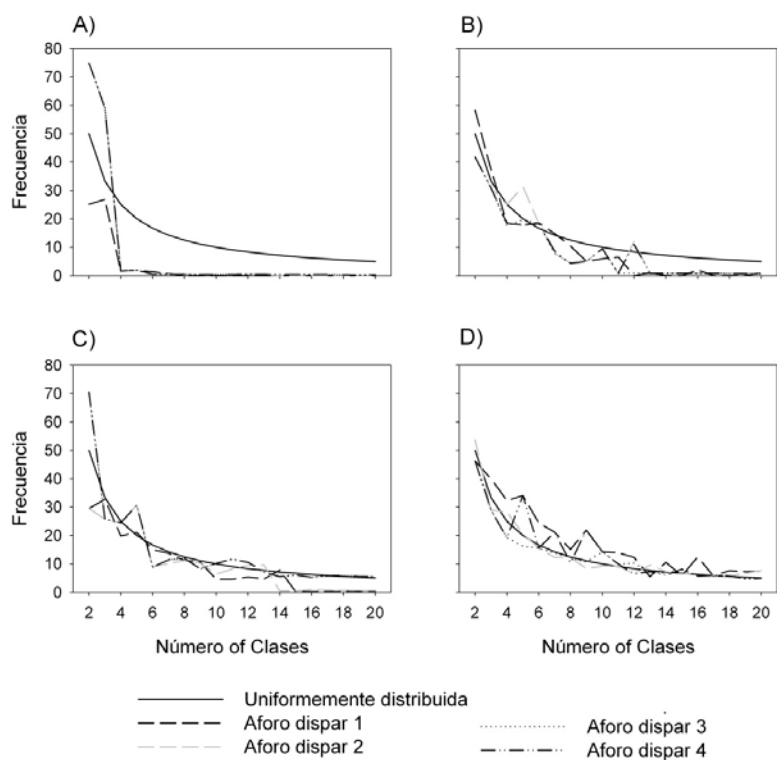 A)
B)
80
70
60
50
40
30
20
10
0
Frecuencia
C)
D)
80
70
60
50
40
30
20
10
0
Frecuencia
2 4 6 8 10 12 14 16 18 20
2 4 6 8 10 12 14 16 18 20
Número of Clases
Número of Clases
Uniformemente distribuida
Aforo dispar 1
Aforo dispar 2
Aforo dispar 3
Aforo dispar 4